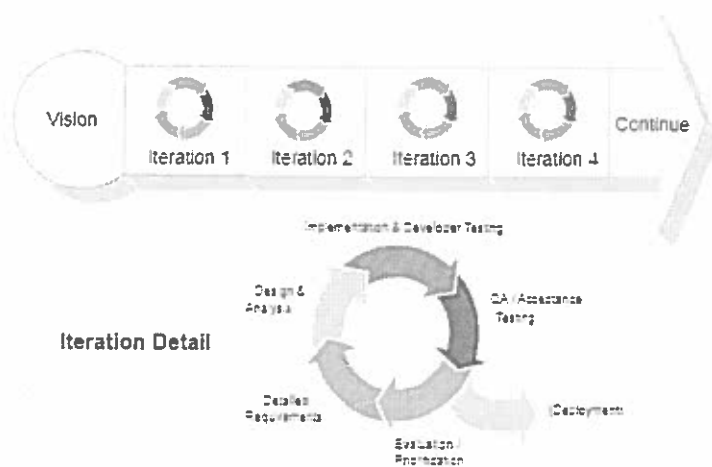 Vision
Iteration 1
Iteration 2
Iteration 3
Iteration 4
Continue
Implementation & Developer Testing
Design &
Analysis
QA / Acceptance
Testing
Iteration Detail
Detailed
Requirements
(Deployment)
Evaluation /
Prioritization